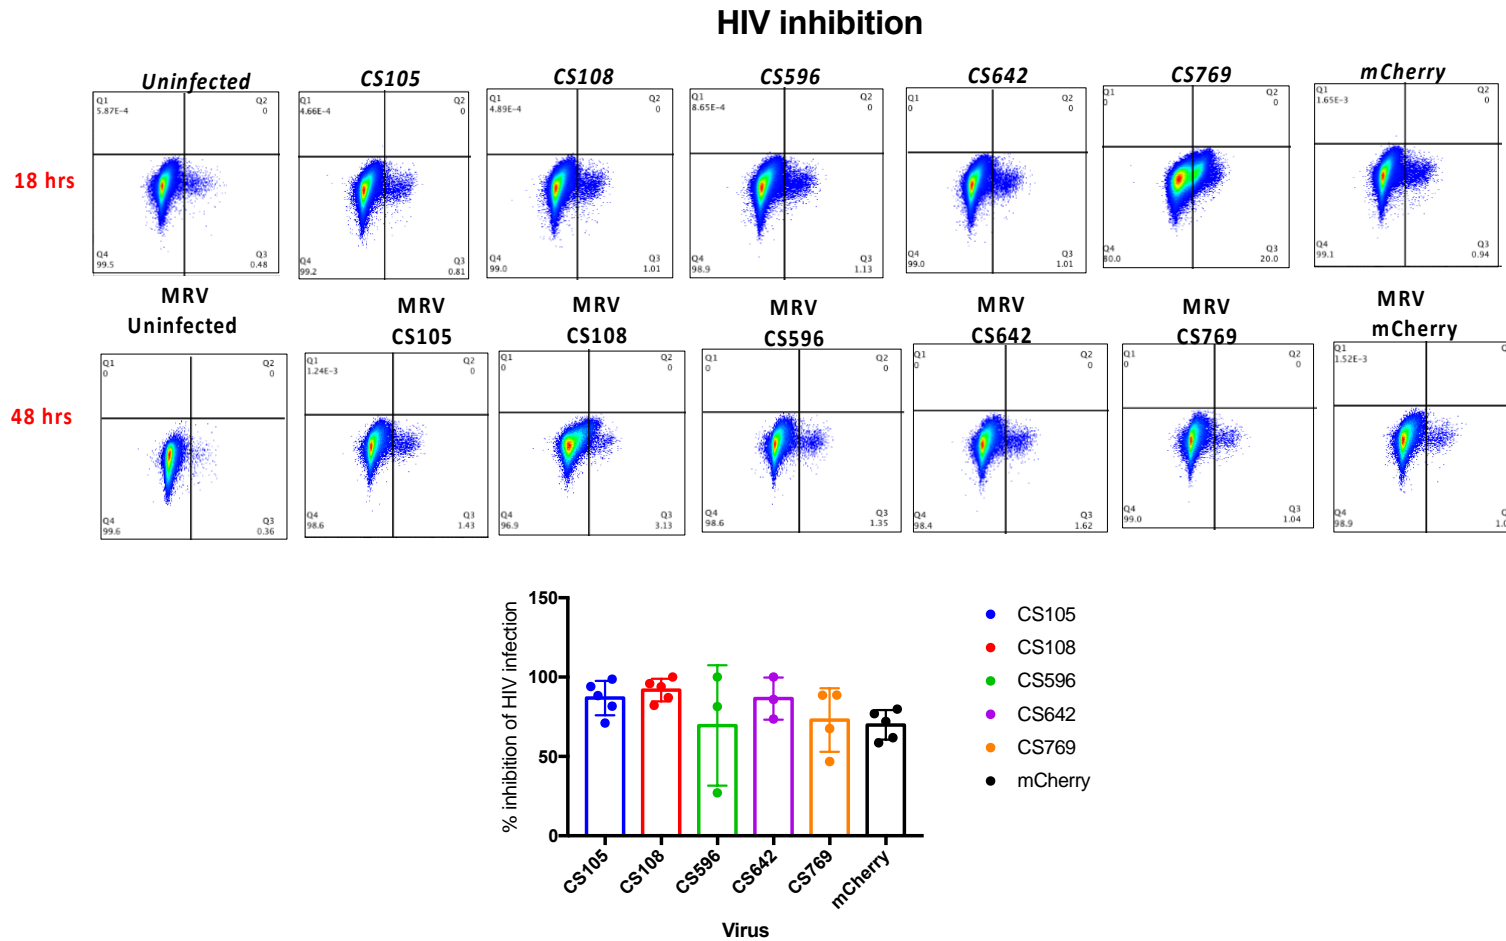 HIV inhibition
Uninfected CS105 CS108 CS596 CS642 CS769 mCherry
Q1 Q2 Q1 Q2 Q1 Q2 Q1 Q2 Q1 Q2 Q1 Q2 Q1 Q2
5.87E-4 0 4.66E-4 0 4.89E-4 0 8.65E-4 0 0 0 0 0 1.65E-3 0
18 hrs
Q4 Q3 Q4 Q3 Q4 Q3 Q4 Q3 Q4 Q3 Q4 Q3 Q4 Q3
99.5 0.48 99.2 0.81 99.0 1.01 98.9 1.13 99.0 1.01 80.0 20.0 99.1 0.94
MRV MRV MRV MRV MRV MRV MRV
Uninfected CS105 CS108 CS596 CS642 CS769 mCherry
Q1 Q2 Q1 Q2 Q1 Q2 Q1 Q2 Q1 Q2 Q1 Q2 Q1
0 0 1.24E-3 0 0 0 0 0 0 0 0 0 1.52E-3 0
48 hrs
Q4 Q3 Q4 Q3 Q4 Q3 Q4 Q3 Q4 Q3 Q4 Q3 Q4
99.6 0.36 98.6 1.43 96.9 3.13 98.6 1.35 98.4 1.62 99.0 1.04 98.9
% inhibition of HIV infection
150
100
50
0
CS105 CS108 CS596 CS642 CS769 mCherry
Virus
CS105
CS108
CS596
CS642
CS769
mCherry